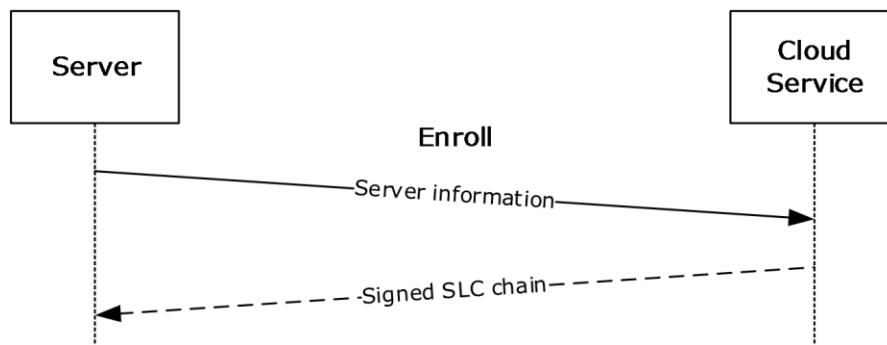 Server
Cloud
Service
Enroll
Server information
Signed SLC chain